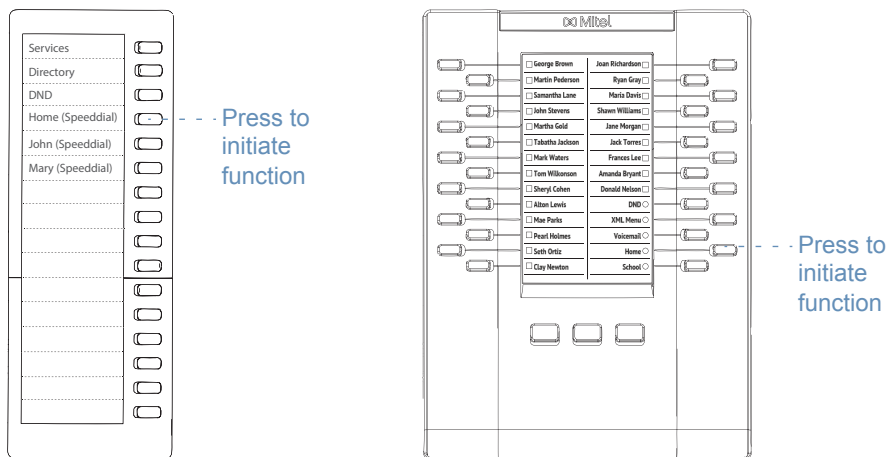 Services
Directory
DND
Home (Speeddial)
John (Speeddial)
Mary (Speeddial)
Press to
initiate
function
Mitel
George Brown Joan Richardson
Martin Pederson Ryan Gray
Samantha Lane Maria Davis
John Stevens Shawn Williams
Martha Gold Jane Morgan
Tabatha Jackson Jack Torres
Mark Waters Frances Lee
Tom Wilkonson Amanda Bryant
Sheryl Cohen Donald Nelson
Alton Lewis DND
Mae Parks XML Menu
Pearl Holmes Voicemail
Seth Ortiz Home
Clay Newton School
Press to
initiate
function